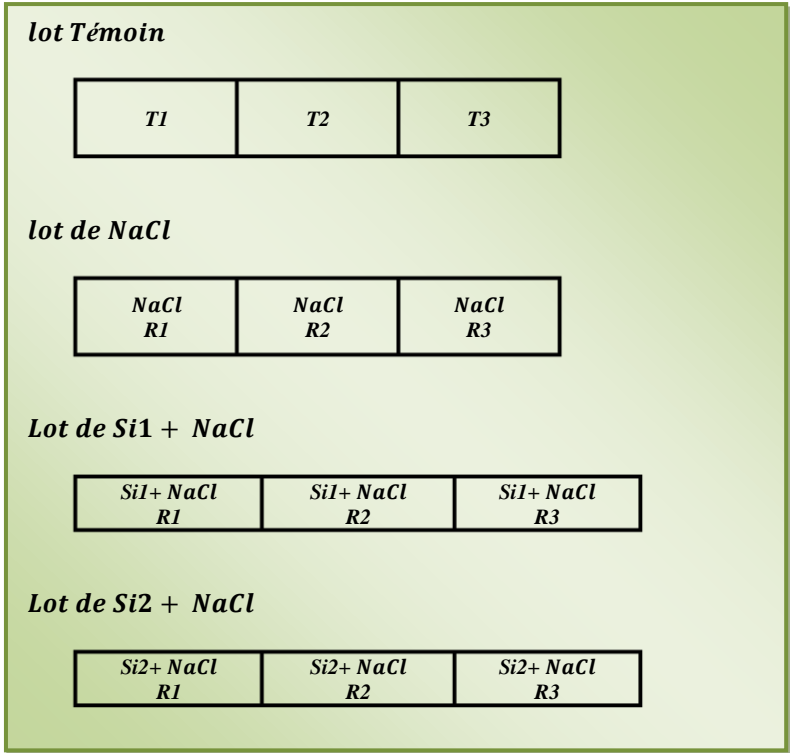 lot Témoin
T1 T2 T3
lot de NaCl
NaCl NaCl NaCl
R1 R2 R3
Lot de Si1 + NaCl
Si1+ NaCl Si1+ NaCl Si1+ NaCl
R1 R2 R3
Lot de Si2 + NaCl
Si2+ NaCl Si2+ NaCl Si2+ NaCl
R1 R2 R3